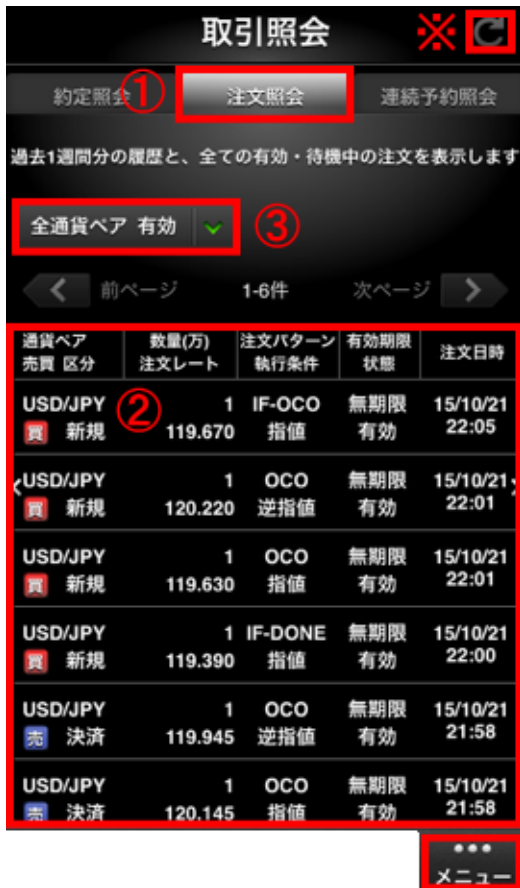 取引照会 ※
約定照会 ① 注文照会 連続予約照会
過去1週間分の履歴と、全ての有効・待機中の注文を表示します
全通貨ペア 有効 ③
前ページ 1-6件 次ページ
通貨ペア 数量(万) 注文パターン 有効期限 注文日時
売買 区分 注文レート 執行条件 状態
② USD/JPY 1 IF-OCO 無期限 15/10/21
買 新規 119.670 指値 有効 22:05
USD/JPY 1 OCO 無期限 15/10/21
買 新規 120.220 逆指値 有効 22:01
USD/JPY 1 OCO 無期限 15/10/21
買 新規 119.630 指値 有効 22:01
USD/JPY 1 IF-DONE 無期限 15/10/21
買 新規 119.390 指値 有効 22:00
USD/JPY 1 OCO 無期限 15/10/21
売 決済 119.945 逆指値 有効 21:58
USD/JPY 1 OCO 無期限 15/10/21
売 決済 120.145 指値 有効 21:58
メニュー